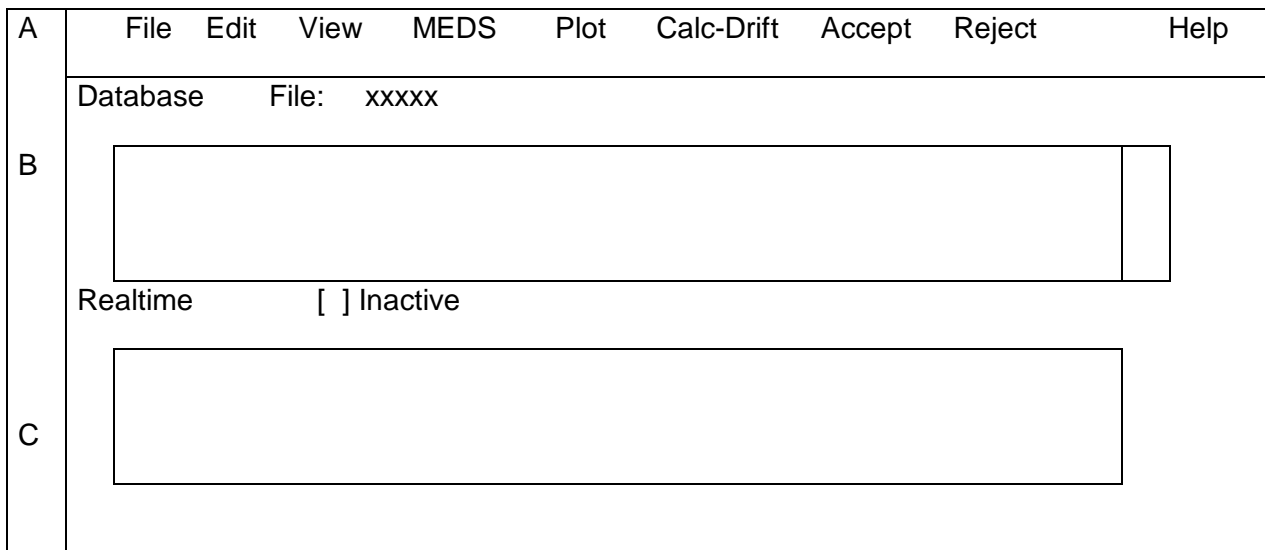 A File Edit View MEDS Plot Calc-Drift Accept Reject Help
Database File: xxxxx
B
Realtime [ ] Inactive
C